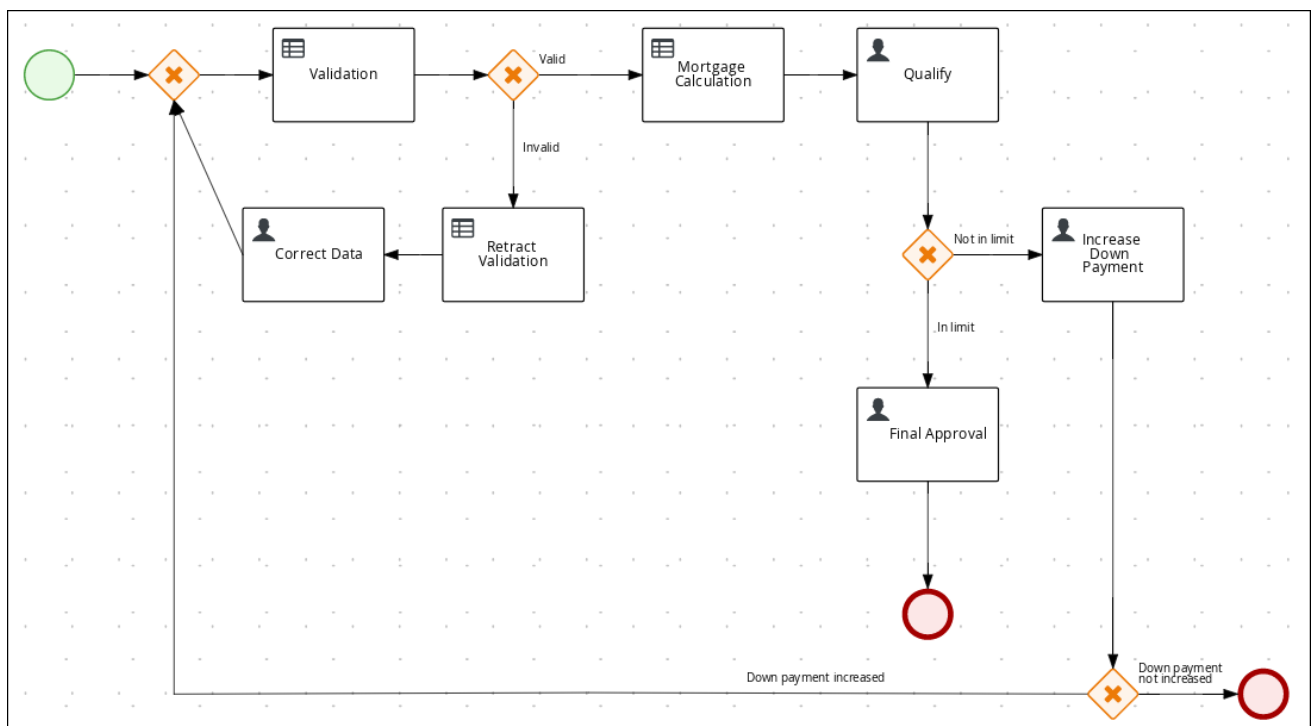 Validation
Valid
Mortgage
Calculation
Qualify
Invalid
Correct Data
Retract
Validation
Not in limit
Increase
Down
Payment
In limit
Final Approval
Down payment increased
Down payment
not increased